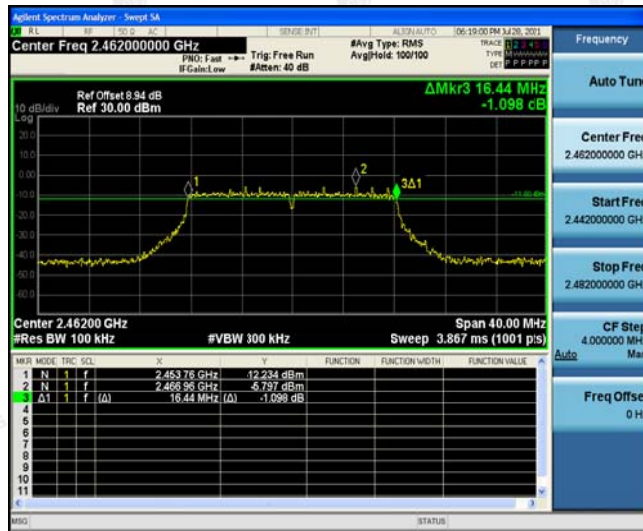 Agilent Spectrum Analyzer - Swept SA
RL RF 50 Ω AC SENSE:INT ALIGNAUTO 06:19:00 PM Jul 28, 2021
Center Freq 2.462000000 GHz
PNO: Fast
IFGain:Low
Trig: Free Run
#Atten: 40 dB
#Avg Type: RMS
Avg|Hold: 100/100
TRACE 1 2 3 4 5 6
TYPE
DET P P P P P P
Ref Offset 8.94 dB
Ref 30.00 dBm
10 dB/div
Log
ΔMkr3 16.44 MHz
-1.098 dB
20.0
10.0
0.00
-10.0
-20.0
-30.0
-40.0
-50.0
-60.0
1
2
3Δ1
Center 2.46200 GHz
#Res BW 100 kHz
#VBW 300 kHz
Span 40.00 MHz
Sweep 3.867 ms (1001 pts)
MKR MODE TRC SCL X Y FUNCTION FUNCTION WIDTH FUNCTION VALUE
1 N 1 f 2.453 76 GHz -12.234 dBm
2 N 1 f 2.466 96 GHz -5.797 dBm
3 Δ1 1 f (Δ) 16.44 MHz (Δ) -1.098 dB
4
5
6
7
8
9
10
11
MSG STATUS
Frequency
Auto Tune
Center Freq
2.462000000 GHz
Start Freq
2.442000000 GHz
Stop Freq
2.482000000 GHz
CF Step
4.000000 MHz
Auto Man
Freq Offset
0 Hz